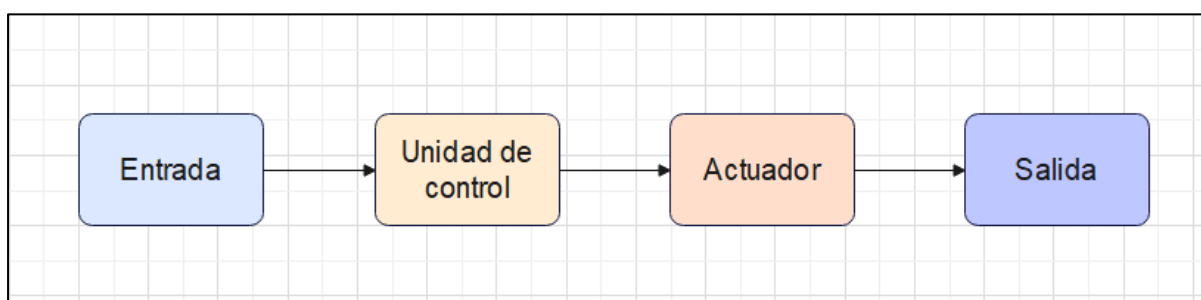 Entrada
Unidad de
control
Actuador
Salida